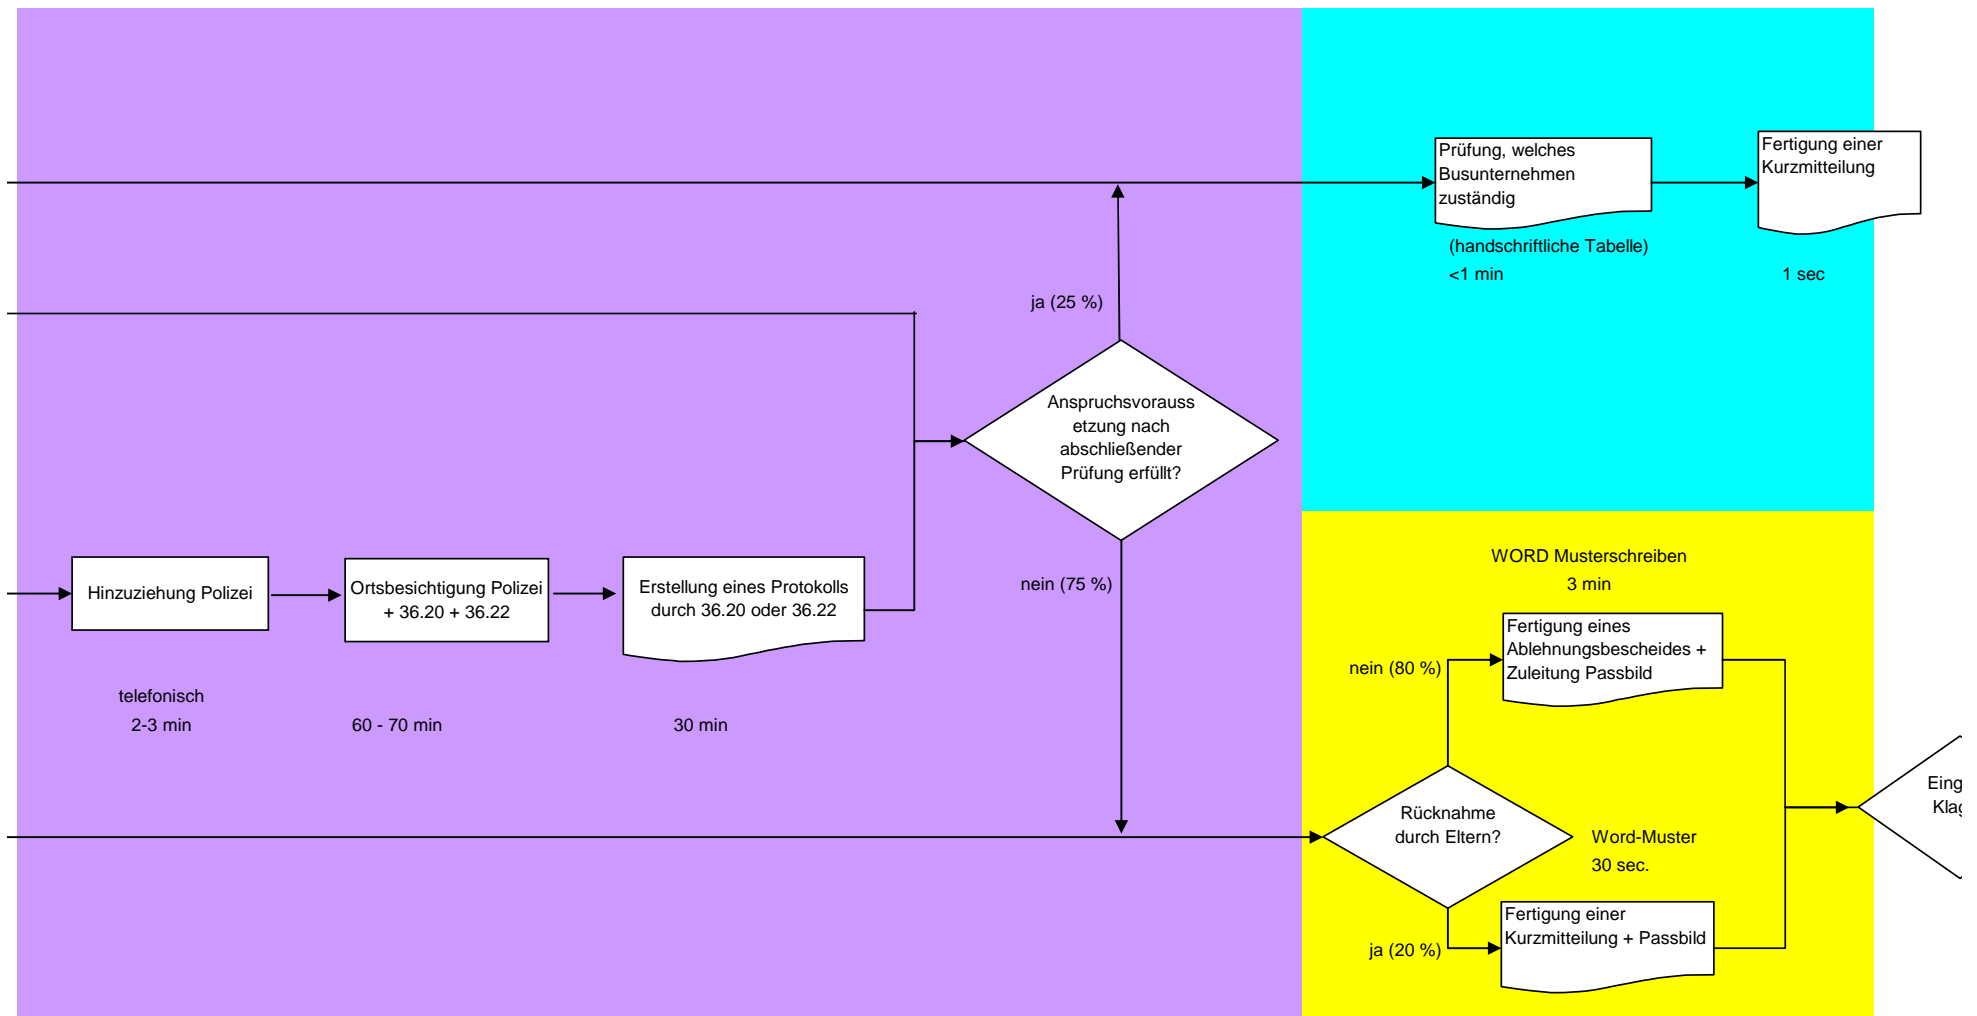 Prüfung, welches
Busunternehmen
zuständig
Fertigung einer
Kurzmitteilung
(handschriftliche Tabelle)
<1 min
1 sec
ja (25 %)
Anspruchsvorauss
etzung nach
abschließender
Prüfung erfüllt?
nein (75 %)
Hinzuziehung Polizei
Ortsbesichtigung Polizei
+ 36.20 + 36.22
Erstellung eines Protokolls
durch 36.20 oder 36.22
telefonisch
2-3 min
60 - 70 min
30 min
WORD Musterschreiben
3 min
Fertigung eines
Ablehnungsbescheides +
Zuleitung Passbild
nein (80 %)
Rücknahme
durch Eltern?
Word-Muster
30 sec.
Fertigung einer
Kurzmitteilung + Passbild
ja (20 %)
Eing
Klag